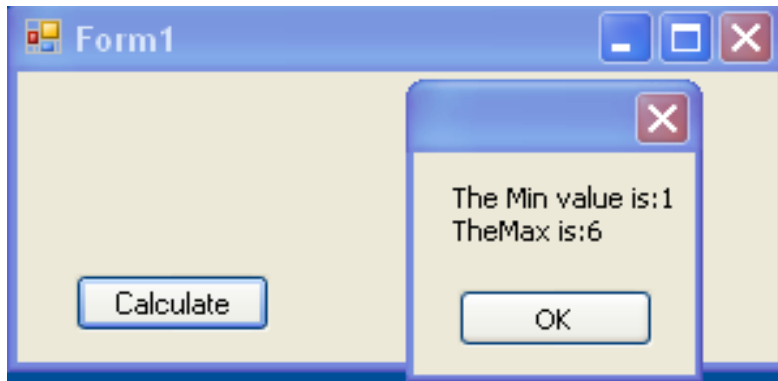 Form1
The Min value is:1
TheMax is:6
Calculate
OK